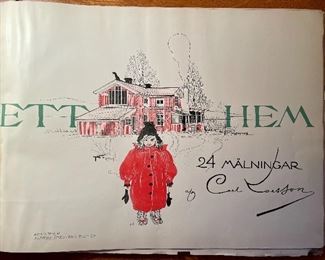 ETT HEM
24 MÅLNINGAR
af Carl Larsson